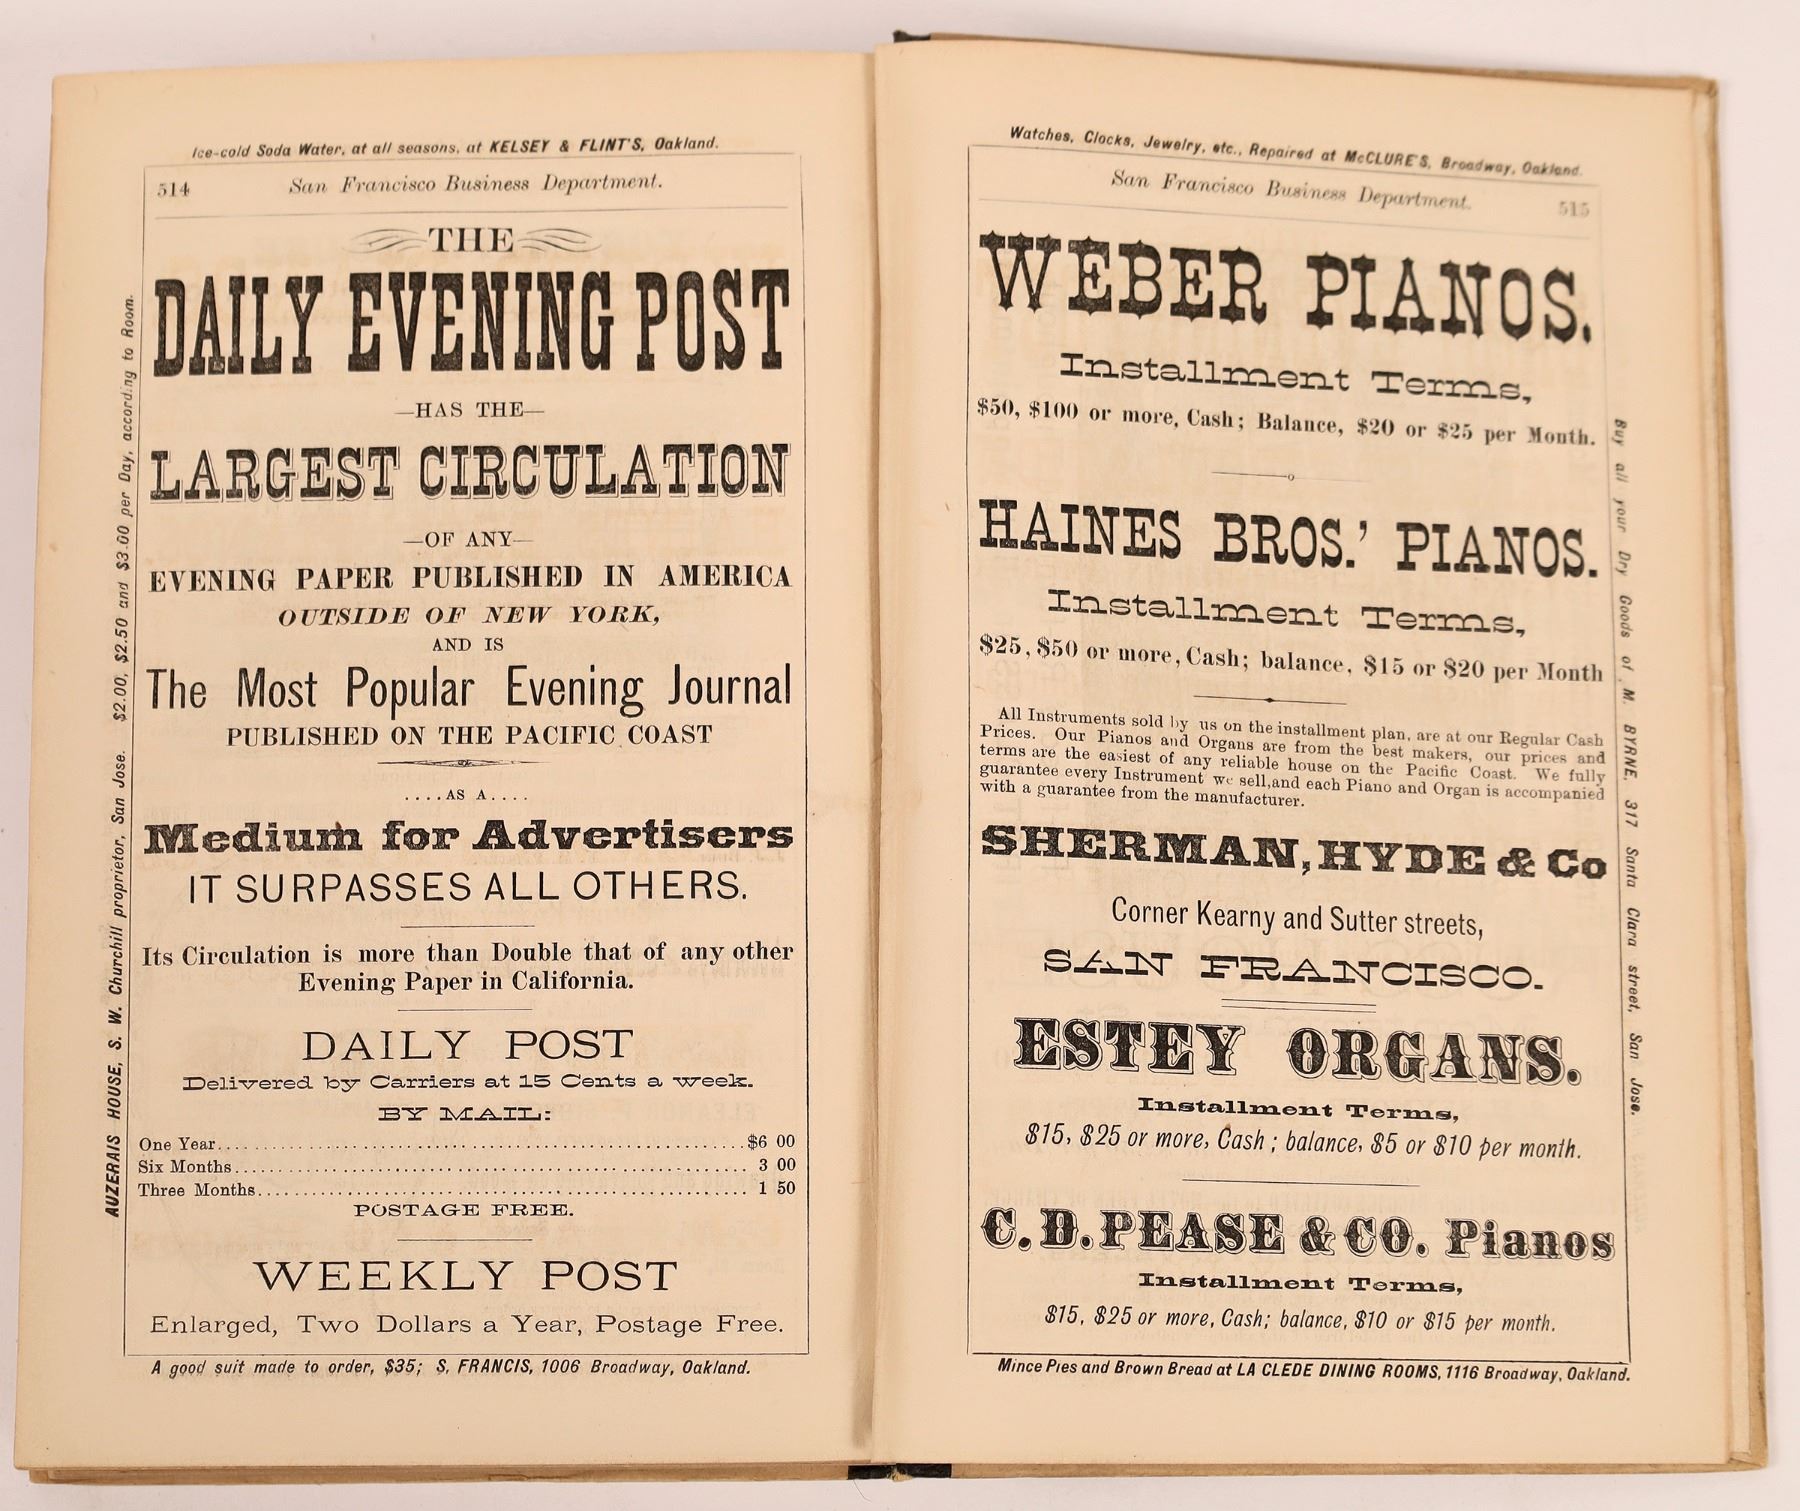 Ice-cold Soda Water, at all seasons, at KELSEY & FLINT'S, Oakland.
514 San Francisco Business Department.
THE
DAILY EVENING POST
—HAS THE—
LARGEST CIRCULATION
—OF ANY—
EVENING PAPER PUBLISHED IN AMERICA
OUTSIDE OF NEW YORK,
AND IS
The Most Popular Evening Journal
PUBLISHED ON THE PACIFIC COAST
....AS A....
Medium for Advertisers
IT SURPASSES ALL OTHERS.
Its Circulation is more than Double that of any other
Evening Paper in California.
DAILY POST
Delivered by Carriers at 15 Cents a week.
BY MAIL:
One Year........................................$6 00
Six Months........................................ 3 00
Three Months........................................ 1 50
POSTAGE FREE.
WEEKLY POST
Enlarged, Two Dollars a Year, Postage Free.
A good suit made to order, $35; S. FRANCIS, 1006 Broadway, Oakland.
AUZERAIS HOUSE, S. W. Churchill proprietor, San Jose. $2.00, $2.50 and $3.00 per Day, according to Room.
Watches, Clocks, Jewelry, etc., Repaired at McCLURE'S, Broadway, Oakland.
San Francisco Business Department. 515
WEBER PIANOS.
Installment Terms,
$50, $100 or more, Cash; Balance, $20 or $25 per Month.
HAINES BROS.' PIANOS.
Installment Terms,
$25, $50 or more, Cash; balance, $15 or $20 per Month
All Instruments sold by us on the installment plan, are at our Regular Cash
Prices. Our Pianos and Organs are from the best makers, our prices and
terms are the easiest of any reliable house on the Pacific Coast. We fully
guarantee every Instrument we sell,and each Piano and Organ is accompanied
with a guarantee from the manufacturer.
SHERMAN, HYDE & Co
Corner Kearny and Sutter streets,
SAN FRANCISCO.
ESTEY ORGANS.
Installment Terms,
$15, $25 or more, Cash; balance, $5 or $10 per month.
C. D. PEASE & CO. Pianos
Installment Terms,
$15, $25 or more, Cash; balance, $10 or $15 per month.
Mince Pies and Brown Bread at LA CLEDE DINING ROOMS, 1116 Broadway, Oakland.
Buy all your Dry Goods of M. BYRNE, 317 Santa Clara street, San Jose.